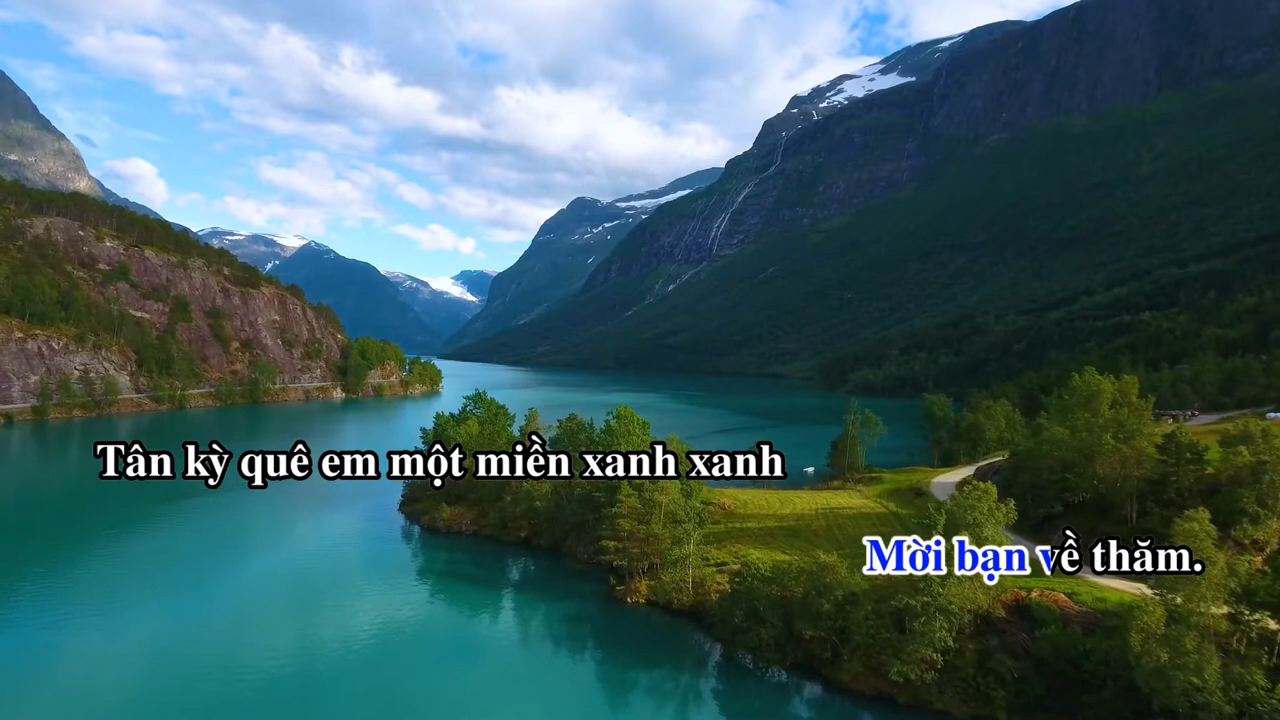 Tân kỳ quê em một miền xanh xanh
Mời bạn về thăm.